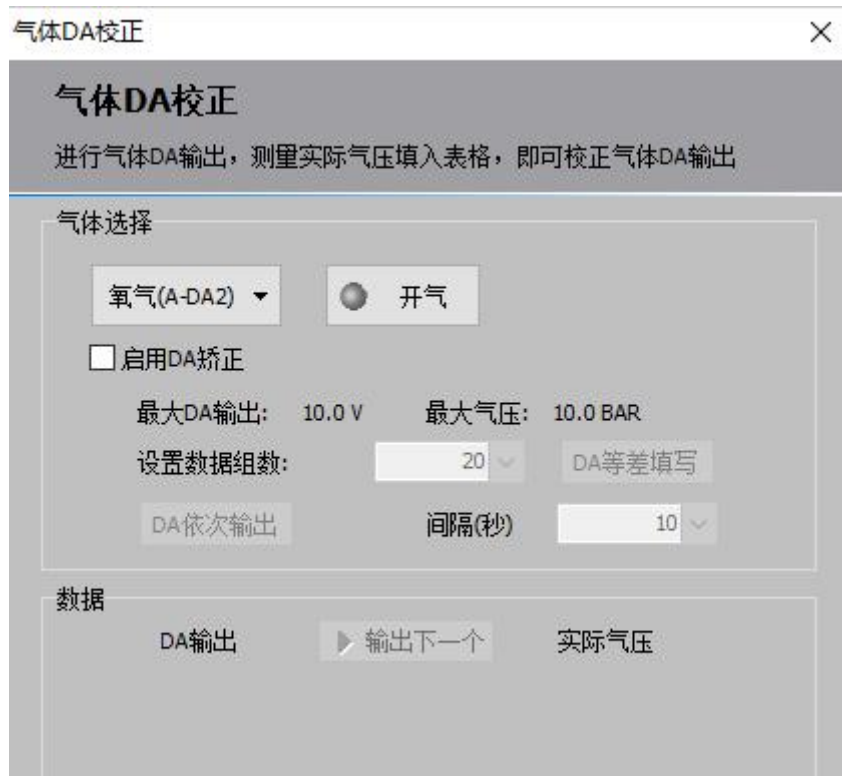 气体DA校正
气体DA校正
进行气体DA输出，测量实际气压填入表格，即可校正气体DA输出
气体选择
氧气(A-DA2) 开气
启用DA矫正
最大DA输出: 10.0 V 最大气压: 10.0 BAR
设置数据组数: 20 DA等差填写
DA依次输出 间隔(秒) 10
数据
DA输出 输出下一个 实际气压